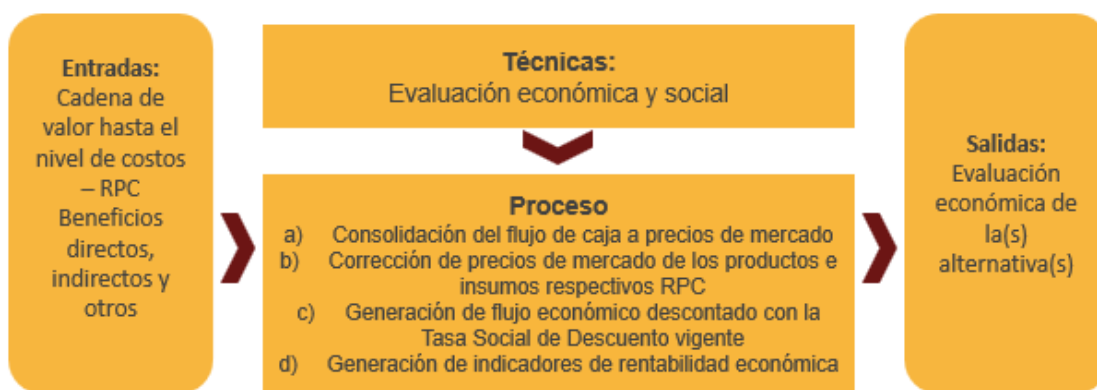 Entradas:
Cadena de
valor hasta el
nivel de costos
– RPC
Beneficios
directos,
indirectos y
otros
Técnicas:
Evaluación económica y social
Proceso
a) Consolidación del flujo de caja a precios de mercado
b) Corrección de precios de mercado de los productos e
insumos respectivos RPC
c) Generación de flujo económico descontado con la
Tasa Social de Descuento vigente
d) Generación de indicadores de rentabilidad económica
Salidas:
Evaluación
económica de
la(s)
alternativa(s)